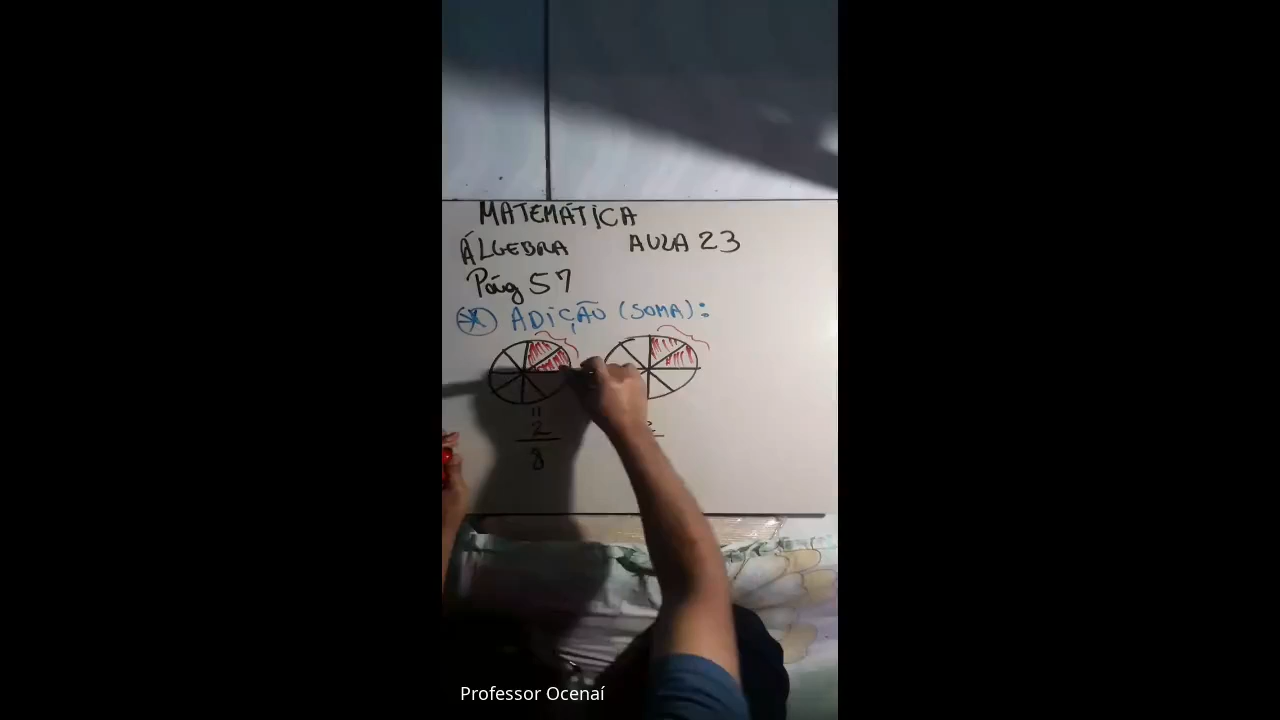 MATEMÁTICA
ÁLGEBRA AULA 23
Pág 57
ADIÇÃO (SOMA):
"
2
8
Professor Ocenaí